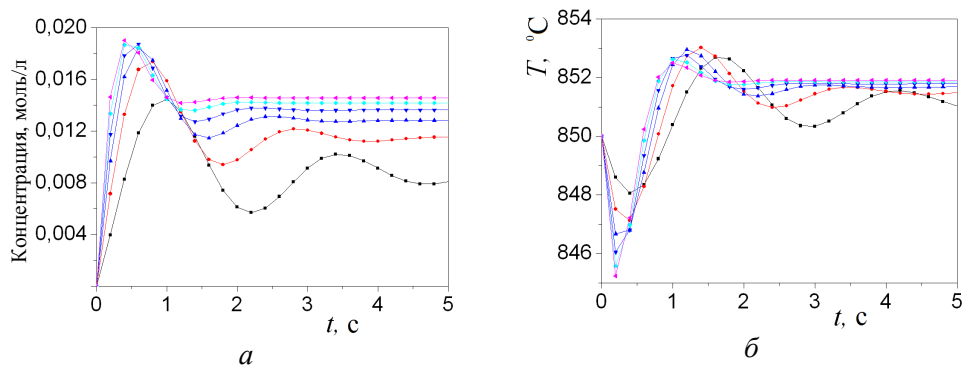 Концентрация, моль/л
0,020
0,016
0,012
0,008
0,004
0 1 2 3 4 5
t, с
а
T, °C
854
852
850
848
846
0 1 2 3 4 5
t, с
б